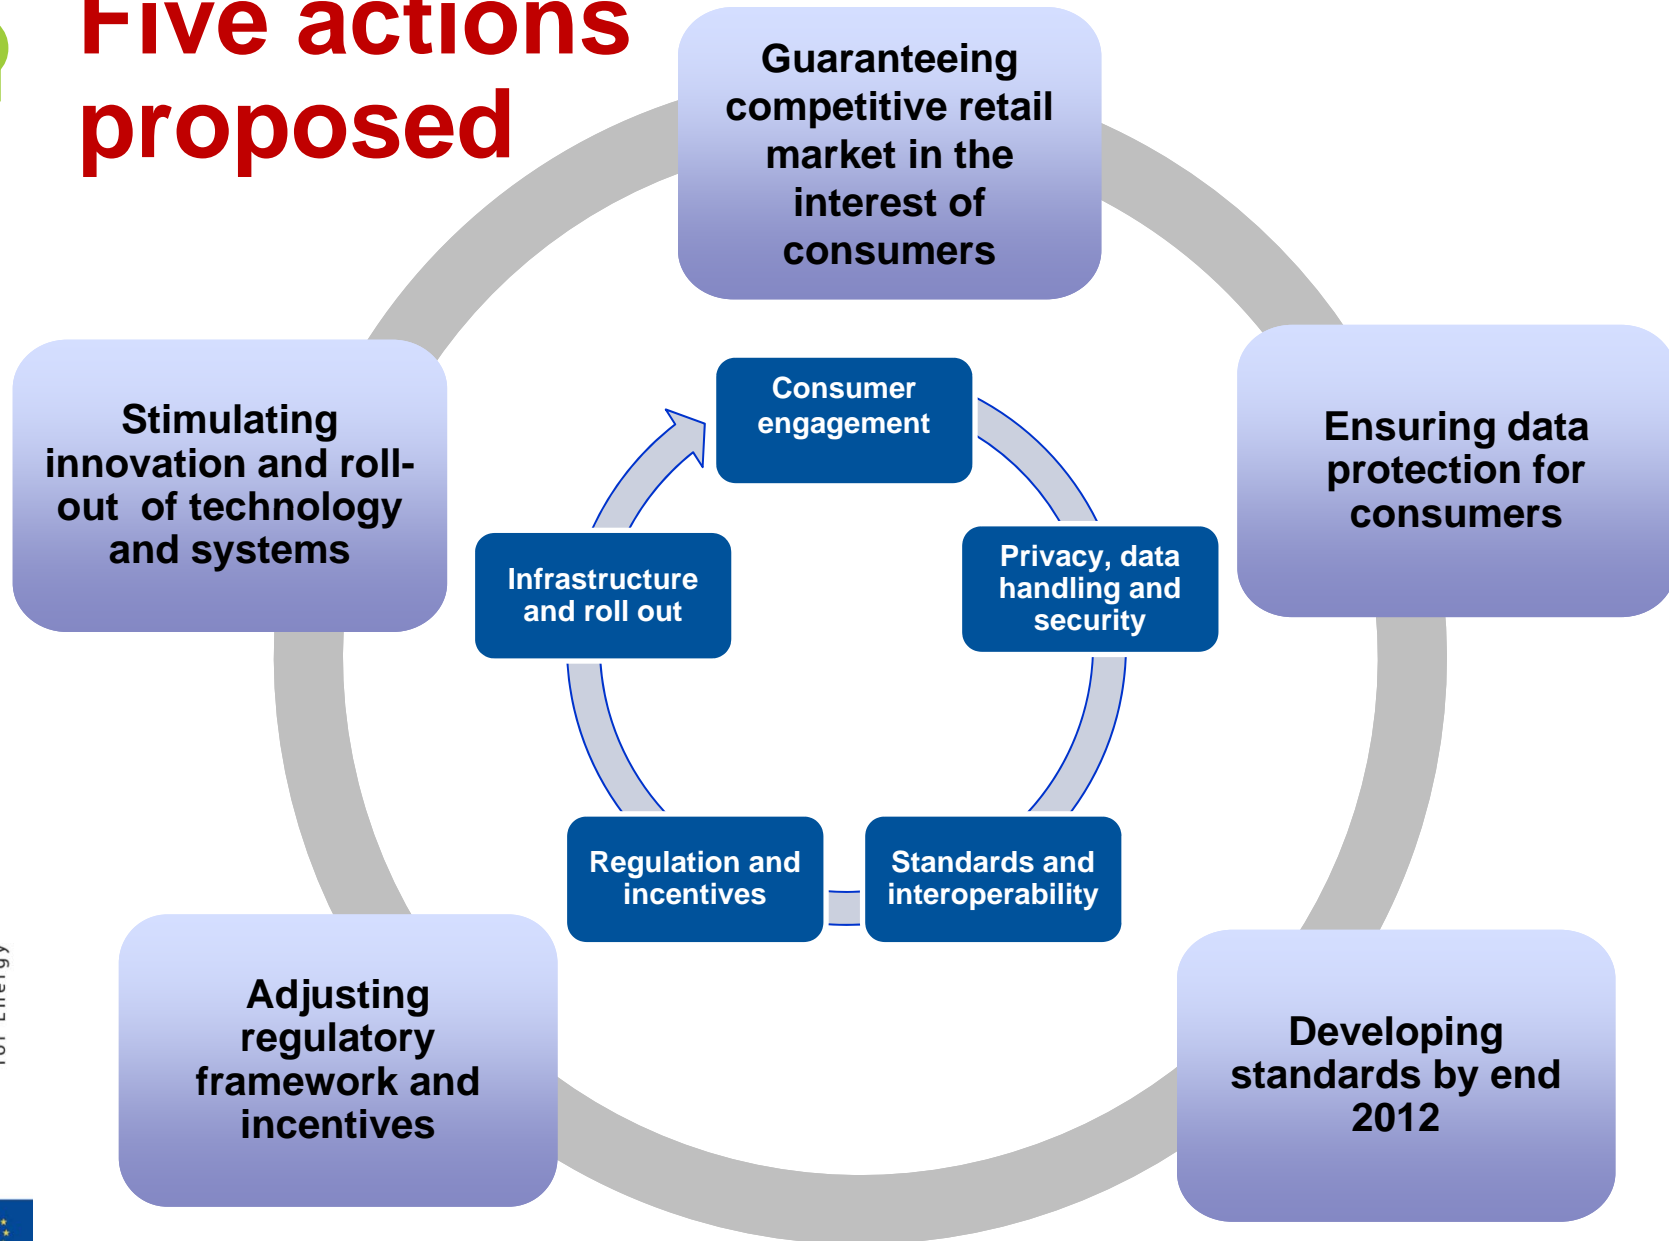 Five actions
proposed
Guaranteeing
competitive retail
market in the
interest of
consumers
Stimulating
innovation and roll-
out of technology
and systems
Consumer
engagement
Ensuring data
protection for
consumers
Infrastructure
and roll out
Privacy, data
handling and
security
Regulation and
incentives
Standards and
interoperability
Adjusting
regulatory
framework and
incentives
Developing
standards by end
2012
for Energy